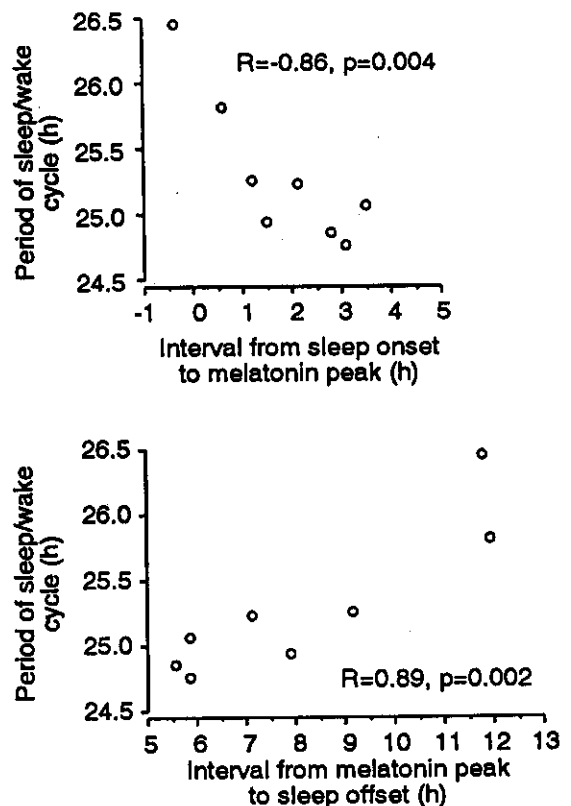 26.5
26.0
25.5
25.0
24.5
Period of sleep/wake
cycle (h)
R=-0.86, p=0.004
-1 0 1 2 3 4 5
Interval from sleep onset
to melatonin peak (h)
26.5
26.0
25.5
25.0
24.5
Period of sleep/wake
cycle (h)
R=0.89, p=0.002
5 6 7 8 9 10 11 12 13
Interval from melatonin peak
to sleep offset (h)